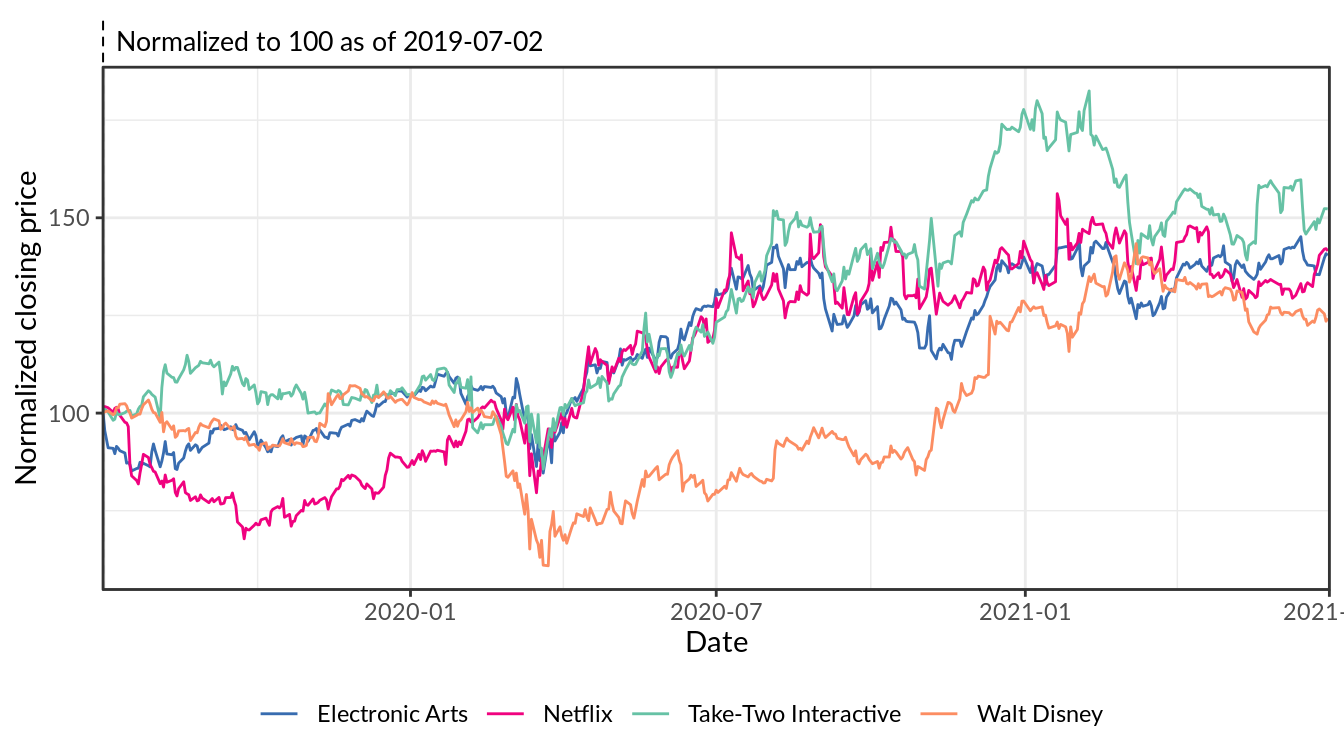 Normalized to 100 as of 2019-07-02
Normalized closing price
150
100
2020-01
2020-07
2021-01
2021-
Date
Electronic Arts
Netflix
Take-Two Interactive
Walt Disney